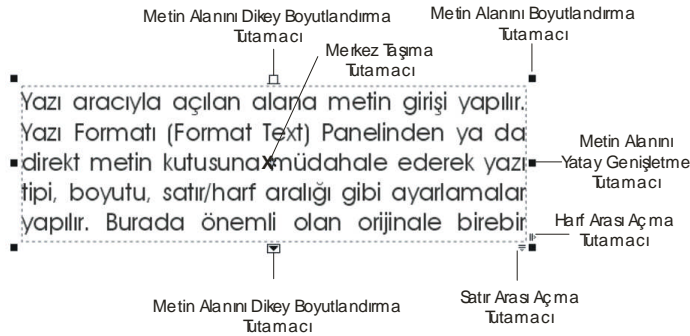 Metin Alanını Dikey Boyutlandırma
Tutamacı
Metin Alanını Boyutlandırma
Tutamacı
Merkez Taşıma
Tutamacı
Yazı aracıyla açılan alana metin girişi yapılır.
Yazı Formatı (Format Text) Panelinden ya da
direkt metin kutusuna müdahale ederek yazı
tipi, boyutu, satır/harf aralığı gibi ayarlamalar
yapılır. Burada önemli olan orijinale birebir
Metin Alanını
Yatay Genişletme
Tutamacı
Harf Arası Açma
Tutamacı
Satır Arası Açma
Tutamacı
Metin Alanını Dikey Boyutlandırma
Tutamacı